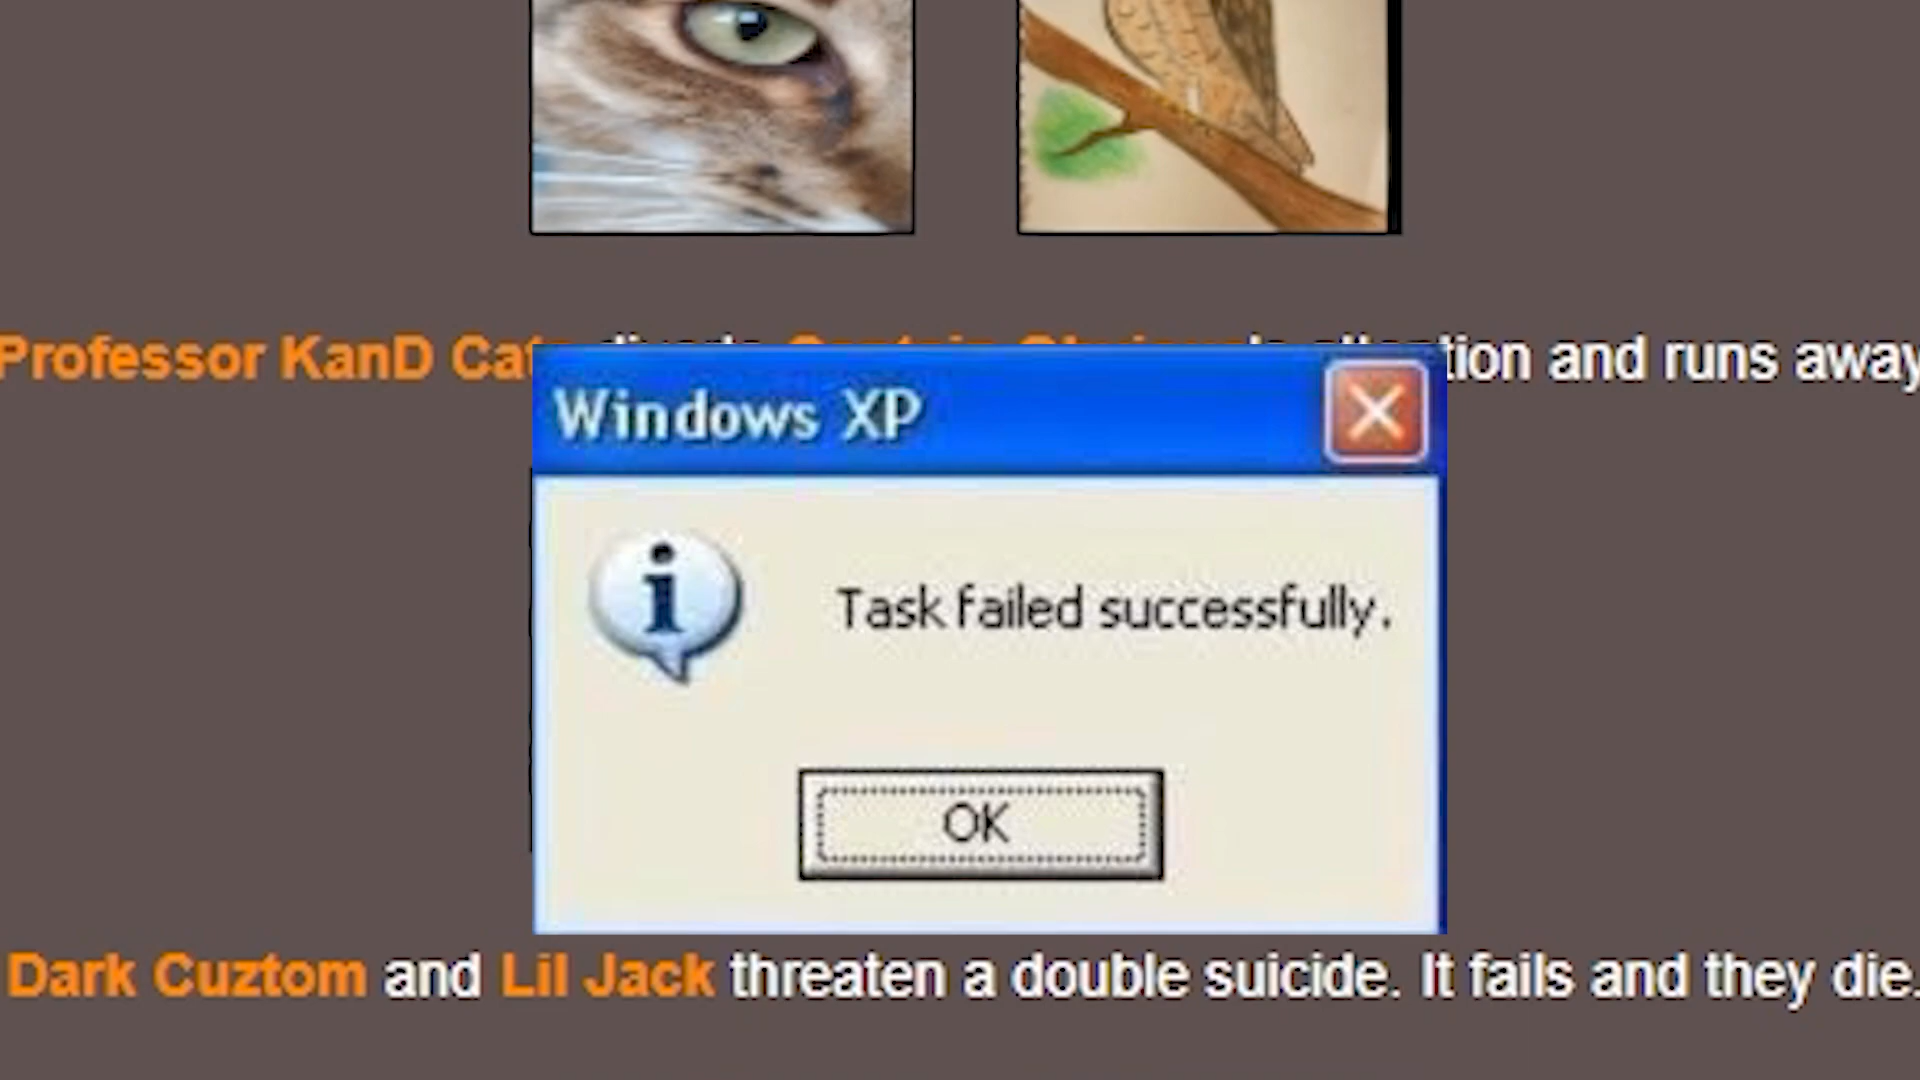 Professor KanD Cat tion and runs away
Windows XP
Task failed successfully.
OK
Dark Cuztom and Lil Jack threaten a double suicide. It fails and they die.